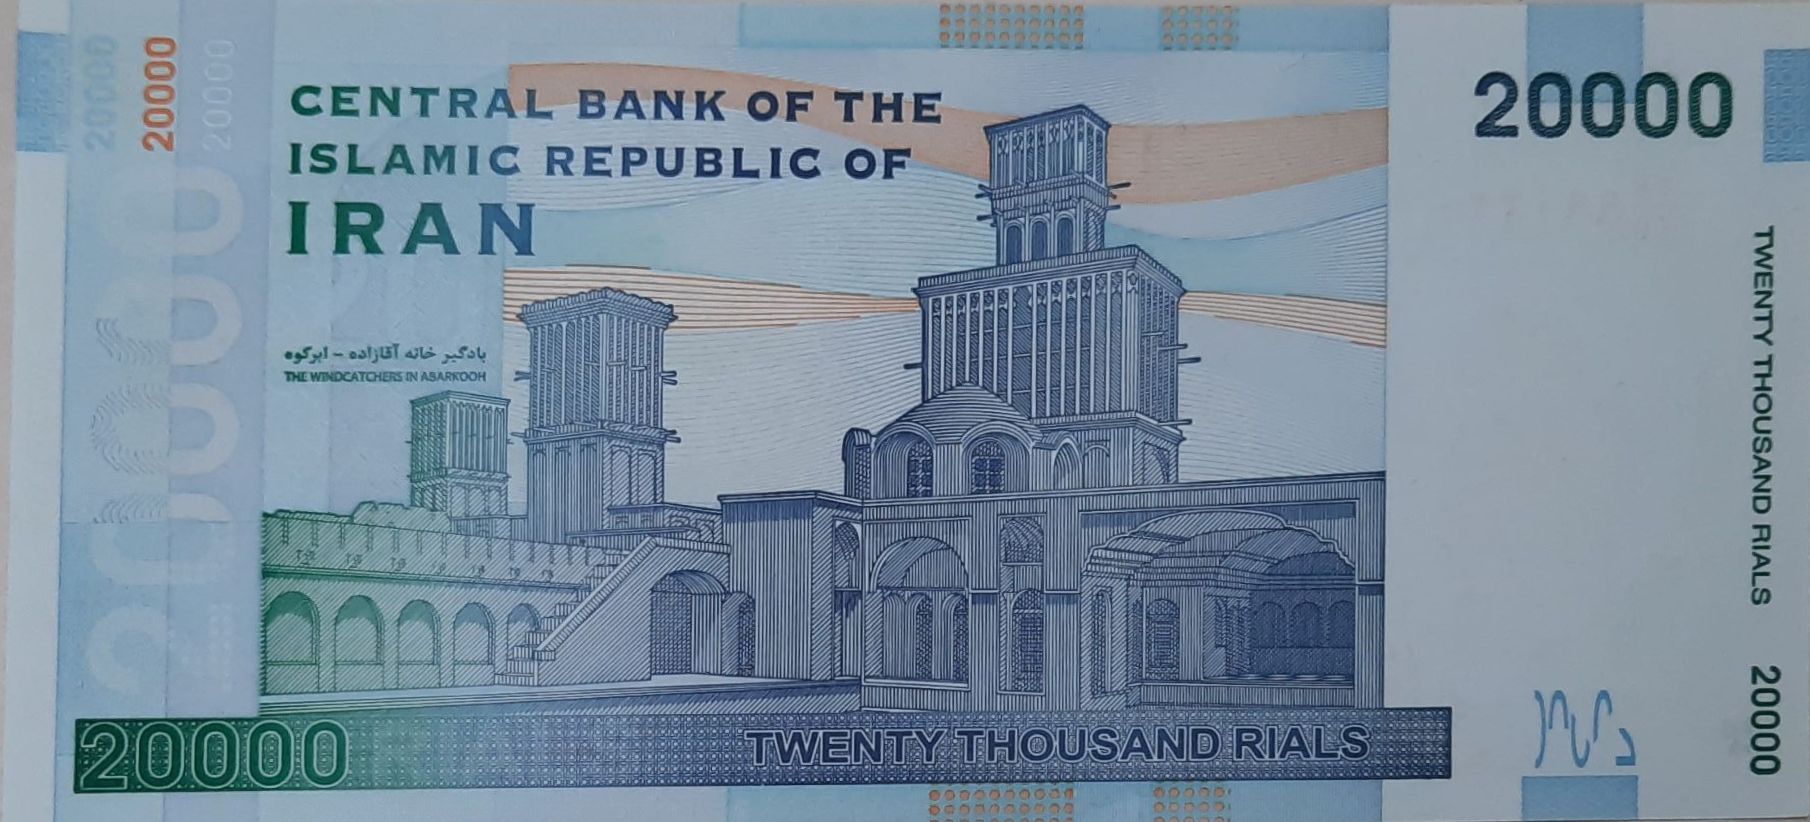 20000
20000
20000
CENTRAL BANK OF THE
ISLAMIC REPUBLIC OF
IRAN
20000
بادگیر خانه آقازاده - ابرکوه
THE WINDCATCHERS IN ABARKOOH
TWENTY THOUSAND RIALS 20000
20000
20000
TWENTY THOUSAND RIALS